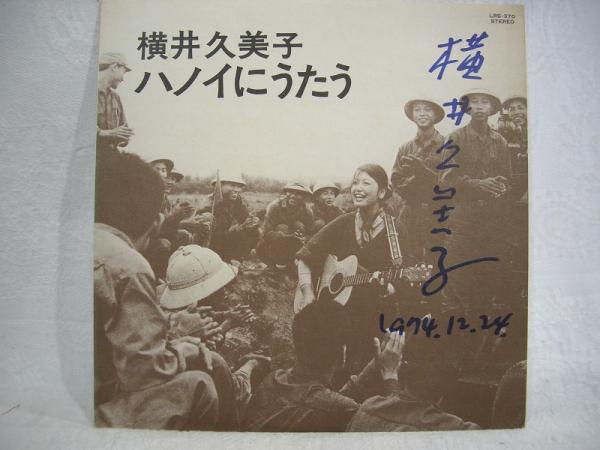 LRS-370
STEREO
横井久美子
ハノイにうたう
横井久美子
1974.12.24.